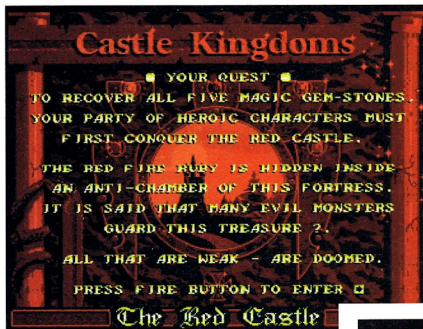 Castle Kingdoms
YOUR QUEST
TO RECOVER ALL FIVE MAGIC GEM-STONES.
YOUR PARTY OF HEROIC CHARACTERS MUST
FIRST CONQUER THE RED CASTLE.
THE RED FIRE RUBY IS HIDDEN INSIDE
AN ANTI-CHAMBER OF THIS FORTRESS.
IT IS SAID THAT MANY EVIL MONSTERS
GUARD THIS TREASURE ?.
ALL THAT ARE WEAK - ARE DOOMED.
PRESS FIRE BUTTON TO ENTER
The Red Castle